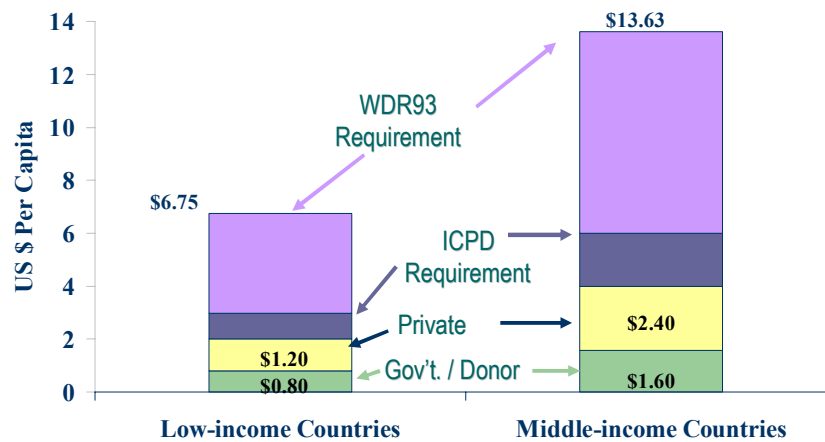 US $ Per Capita
14
12
10
8
6
4
2
0
$13.63
WDR93
Requirement
$6.75
ICPD
Requirement
Private
$2.40
$1.20
Gov't. / Donor
$0.80
$1.60
Low-income Countries
Middle-income Countries